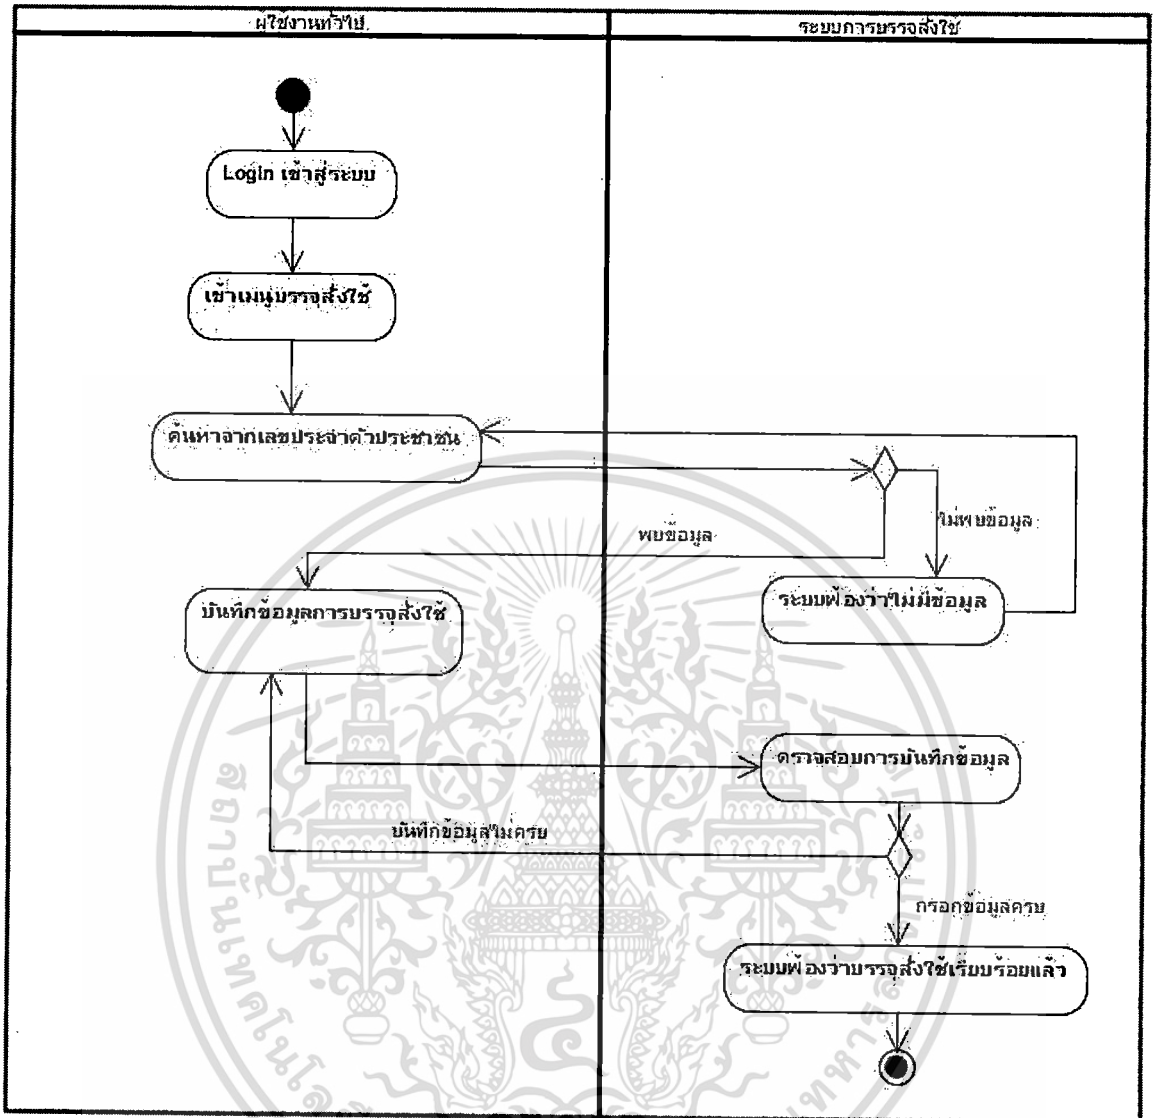 ผู้ใช้งานทั่วไป
ระบบการบรรจุสั่งใช้
Login เข้าสู่ระบบ
เข้าเมนูบรรจุสั่งใช้
ค้นหาจากเลขประจำตัวประชาชน
ไม่พบข้อมูล
พบข้อมูล
ระบบฟ้องว่าไม่มีข้อมูล
บันทึกข้อมูลการบรรจุสั่งใช้
ตรวจสอบการบันทึกข้อมูล
บันทึกข้อมูลไม่ครบ
กรอกข้อมูลครบ
ระบบฟ้องว่าบรรจุสั่งใช้เรียบร้อยแล้ว